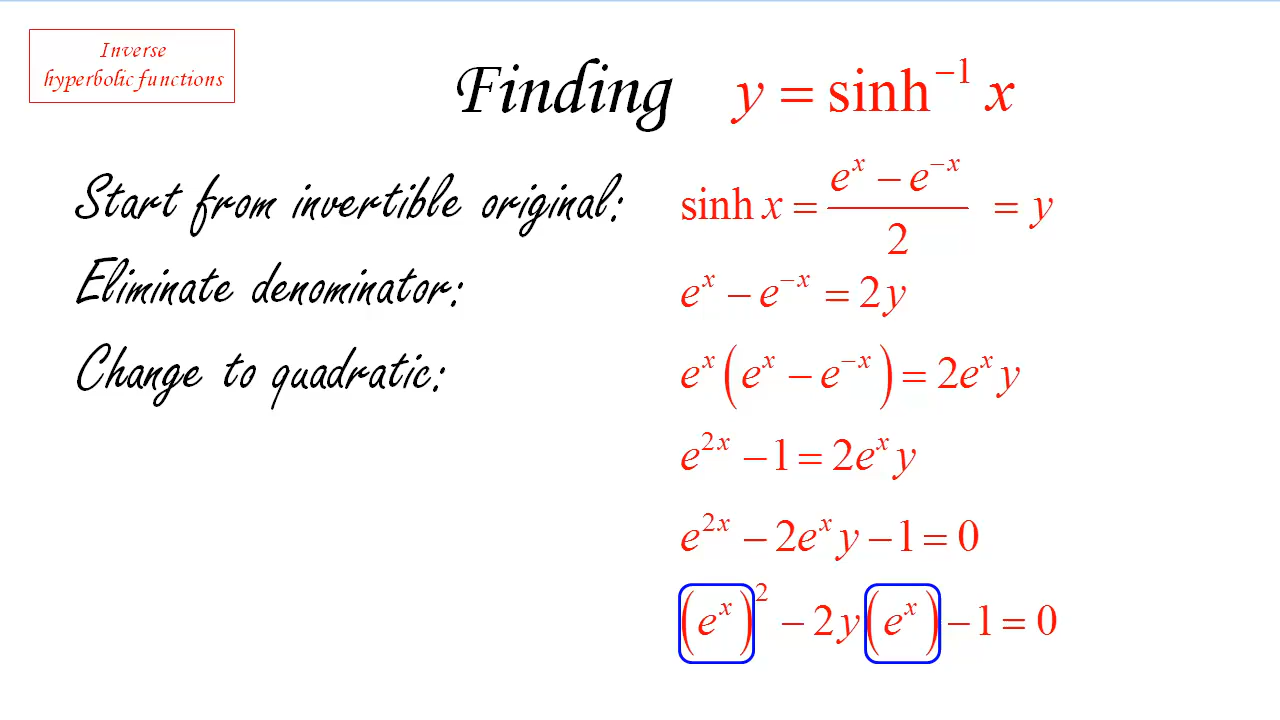 Inverse
hyperbolic functions
Finding y = sinh⁻¹ x
Start from invertible original: sinh x = (eˣ − e⁻ˣ)/2 = y
Eliminate denominator: eˣ − e⁻ˣ = 2y
Change to quadratic: eˣ(eˣ − e⁻ˣ) = 2eˣy
e²ˣ − 1 = 2eˣy
e²ˣ − 2eˣy − 1 = 0
(eˣ)² − 2y(eˣ) − 1 = 0